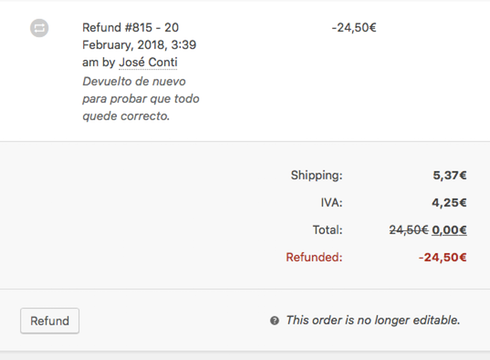 Refund #815 - 20 -24,50€
February, 2018, 3:39
am by José Conti
Devuelto de nuevo
para probar que todo
quede correcto.
Shipping: 5,37€
IVA: 4,25€
Total: 24,50€ 0,00€
Refunded: -24,50€
Refund ? This order is no longer editable.